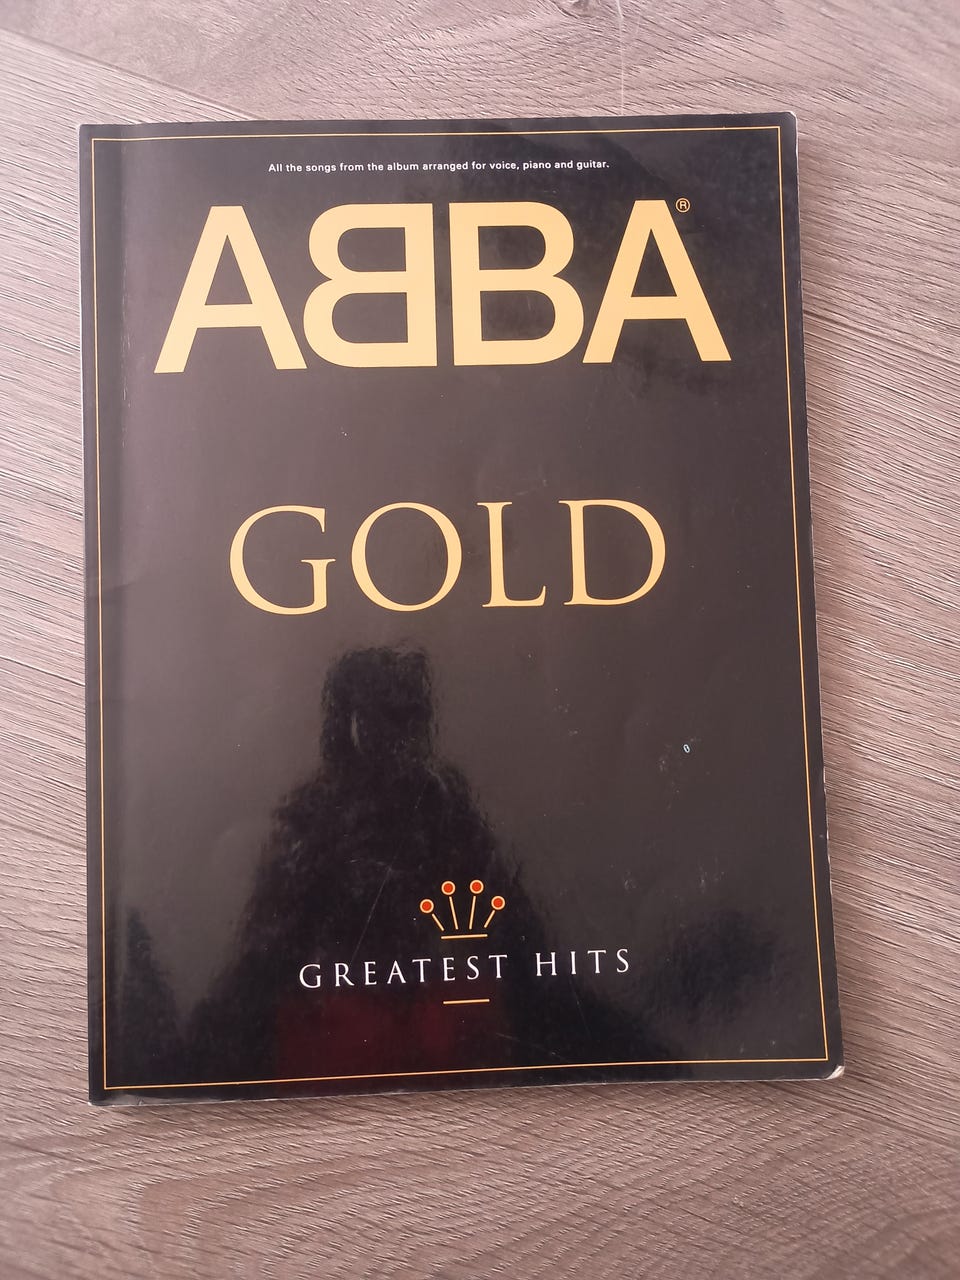 All the songs from the album arranged for voice, piano and guitar.
ABBA®
GOLD
GREATEST HITS